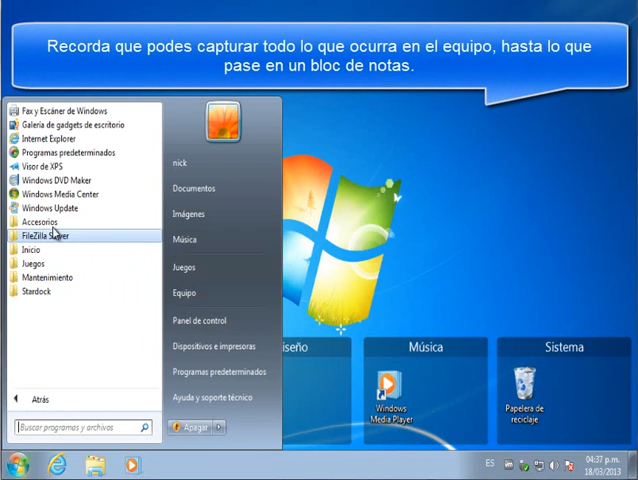 Recorda que podes capturar todo lo que ocurra en el equipo, hasta lo que
pase en un bloc de notas.
Fax y Escáner de Windows
Galería de gadgets de escritorio
Internet Explorer
Programas predeterminados
Visor de XPS
Windows DVD Maker
Windows Media Center
Windows Update
Accesorios
FileZilla
Inicio
Juegos
Mantenimiento
Stardock
Atrás
Buscar programas y archivos
nick
Documentos
Imágenes
Música
Juegos
Equipo
Panel de control
Dispositivos e impresoras
Programas predeterminados
Ayuda y soporte técnico
Apagar
iseño
Música
Sistema
Windows
Media Player
Papelera de
reciclaje
ES
04:37 p.m.
18/03/2013